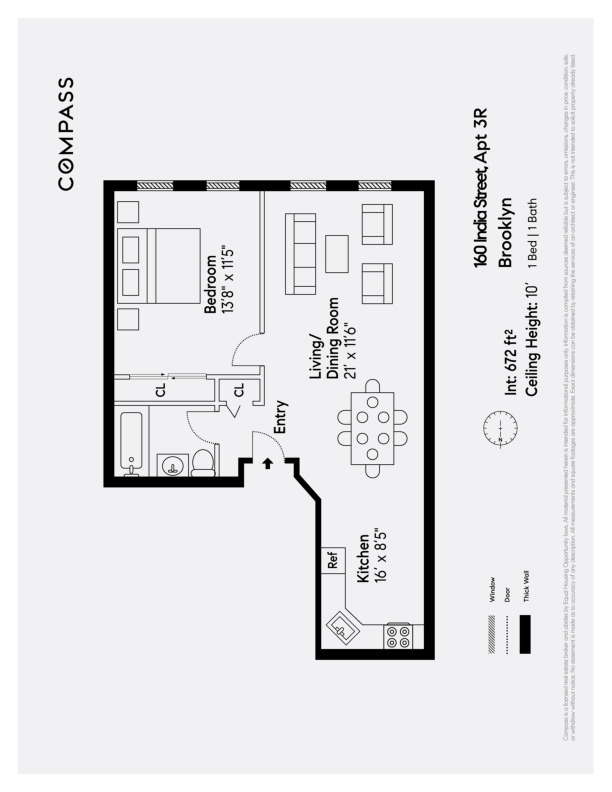 COMPASS
Bedroom
13'8" x 11'5"
Living/
Dining Room
21' x 11'6"
CL
CL
Entry
Ref
Kitchen
16' x 8'5"
160 India Street, Apt 3R
Brooklyn
1 Bed | 1 Bath
Int: 672 ft²
Ceiling Height: 10'
N
Window
Door
Thick Wall
Compass is a licensed real estate broker and abides by Equal Housing Opportunity laws. All material presented herein is intended for informational purposes only. Information is compiled from sources deemed reliable but is subject to errors, omissions, changes in price, condition, sale,
or withdraw without notice. No statement is made as to accuracy of any description. All measurements and square footages are approximate. Exact dimensions can be obtained by retaining the services of an architect or engineer. This is not intended to solicit property already listed.